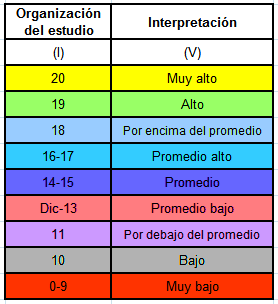 Organización del estudio Interpretación
(I) (V)
20 Muy alto
19 Alto
18 Por encima del promedio
16-17 Promedio alto
14-15 Promedio
Dic-13 Promedio bajo
11 Por debajo del promedio
10 Bajo
0-9 Muy bajo